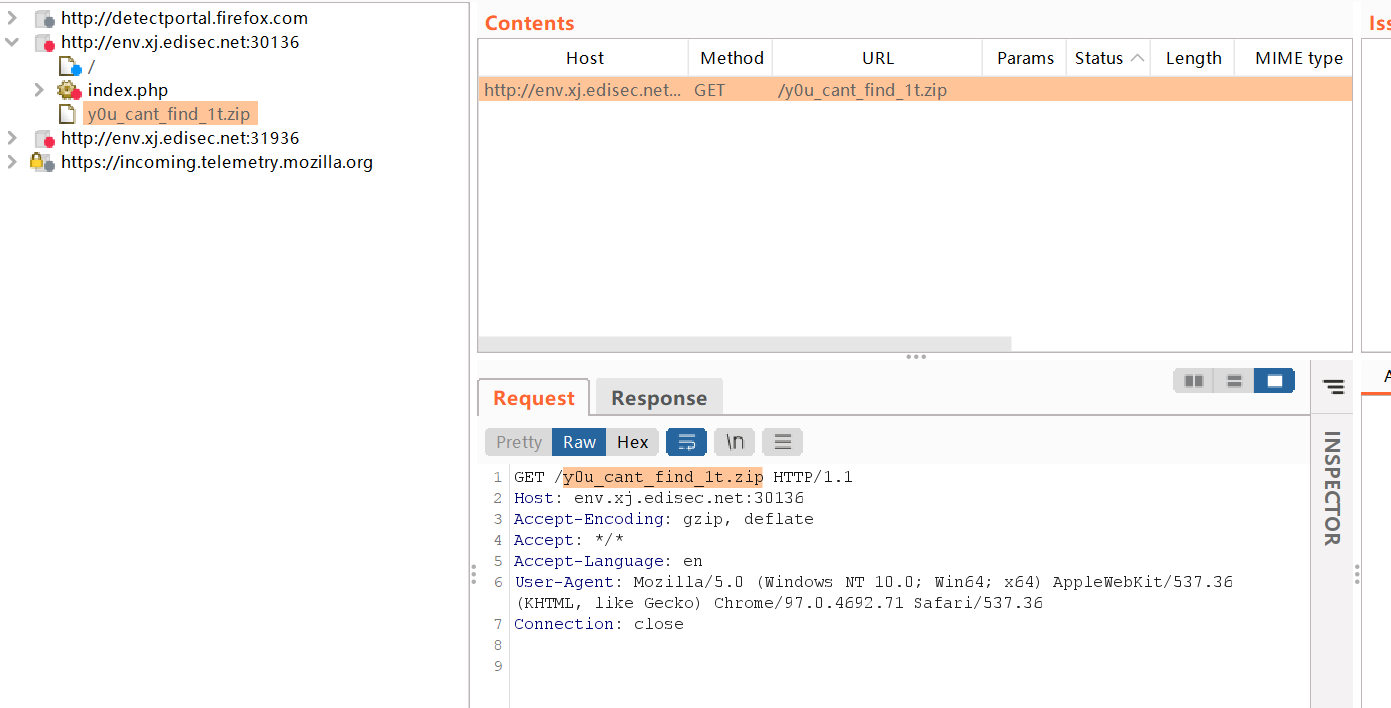 http://detectportal.firefox.com
http://env.xj.edisec.net:30136
/
index.php
y0u_cant_find_1t.zip
http://env.xj.edisec.net:31936
https://incoming.telemetry.mozilla.org
Contents
Host Method URL Params Status Length MIME type
http://env.xj.edisec.net... GET /y0u_cant_find_1t.zip
Iss
Request Response
A
Pretty Raw Hex \n
INSPECTOR
1 GET /y0u_cant_find_1t.zip HTTP/1.1
2 Host: env.xj.edisec.net:30136
3 Accept-Encoding: gzip, deflate
4 Accept: */*
5 Accept-Language: en
6 User-Agent: Mozilla/5.0 (Windows NT 10.0; Win64; x64) AppleWebKit/537.36
(KHTML, like Gecko) Chrome/97.0.4692.71 Safari/537.36
7 Connection: close
8
9